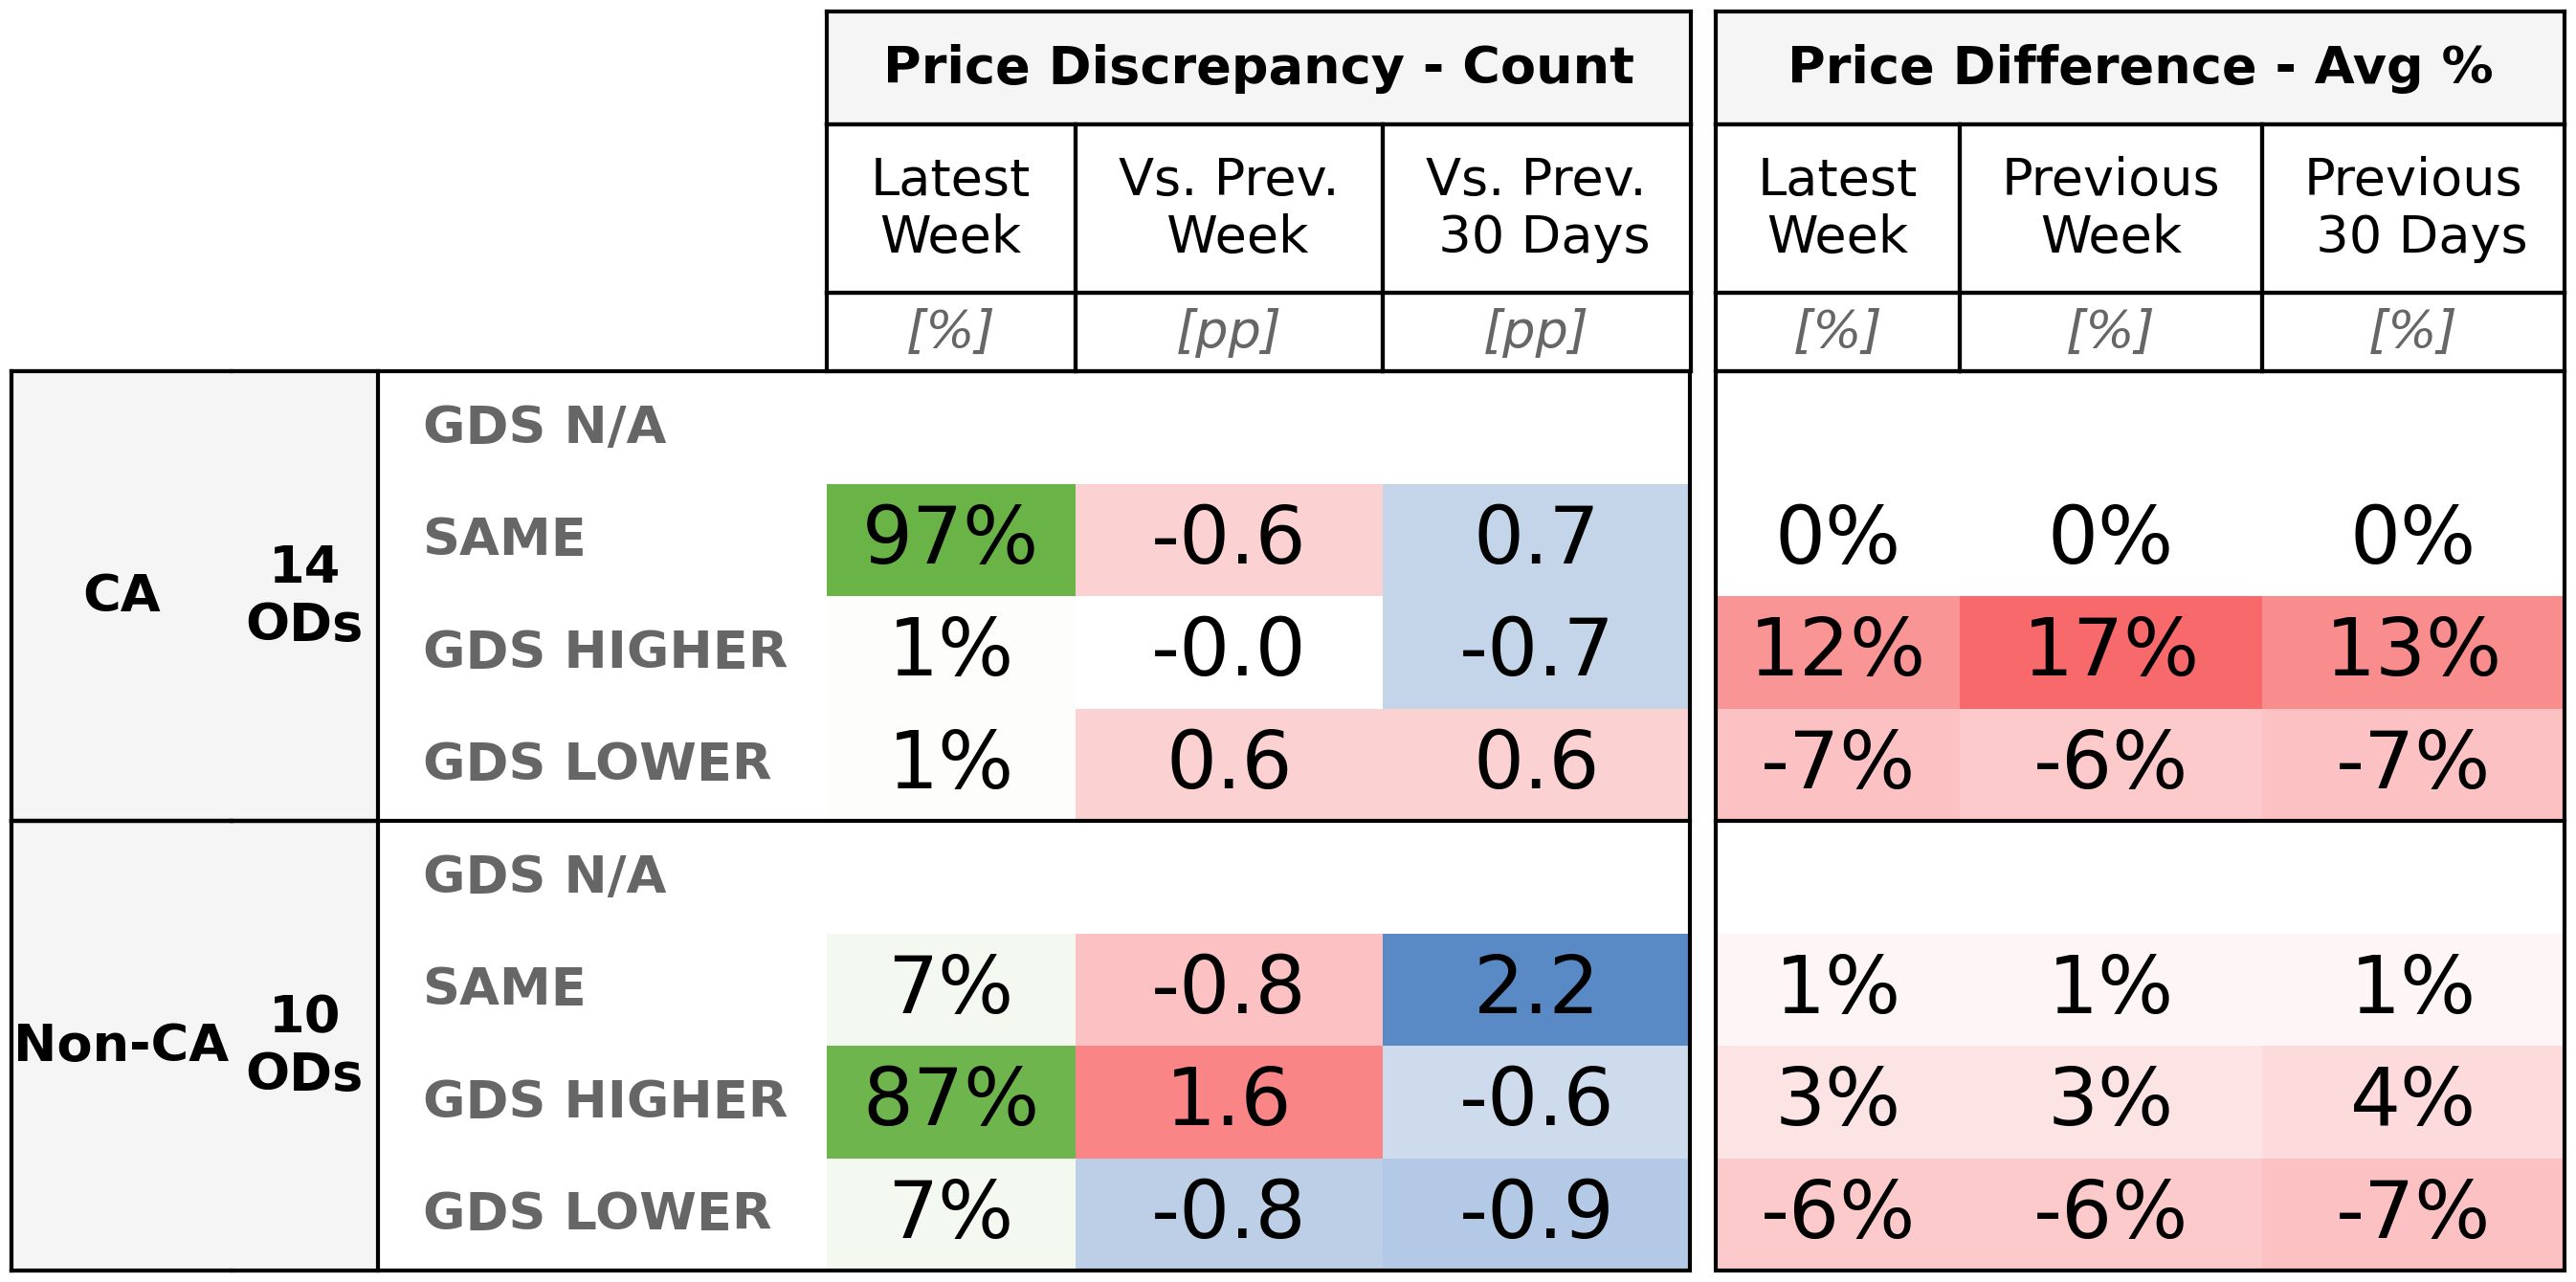 Price Discrepancy - Count Price Difference - Avg %
Latest Week Vs. Prev. Week Vs. Prev. 30 Days Latest Week Previous Week Previous 30 Days
[%] [pp] [pp] [%] [%] [%]
CA 14 ODs
GDS N/A
SAME 97% -0.6 0.7 0% 0% 0%
GDS HIGHER 1% -0.0 -0.7 12% 17% 13%
GDS LOWER 1% 0.6 0.6 -7% -6% -7%
Non-CA 10 ODs
GDS N/A
SAME 7% -0.8 2.2 1% 1% 1%
GDS HIGHER 87% 1.6 -0.6 3% 3% 4%
GDS LOWER 7% -0.8 -0.9 -6% -6% -7%